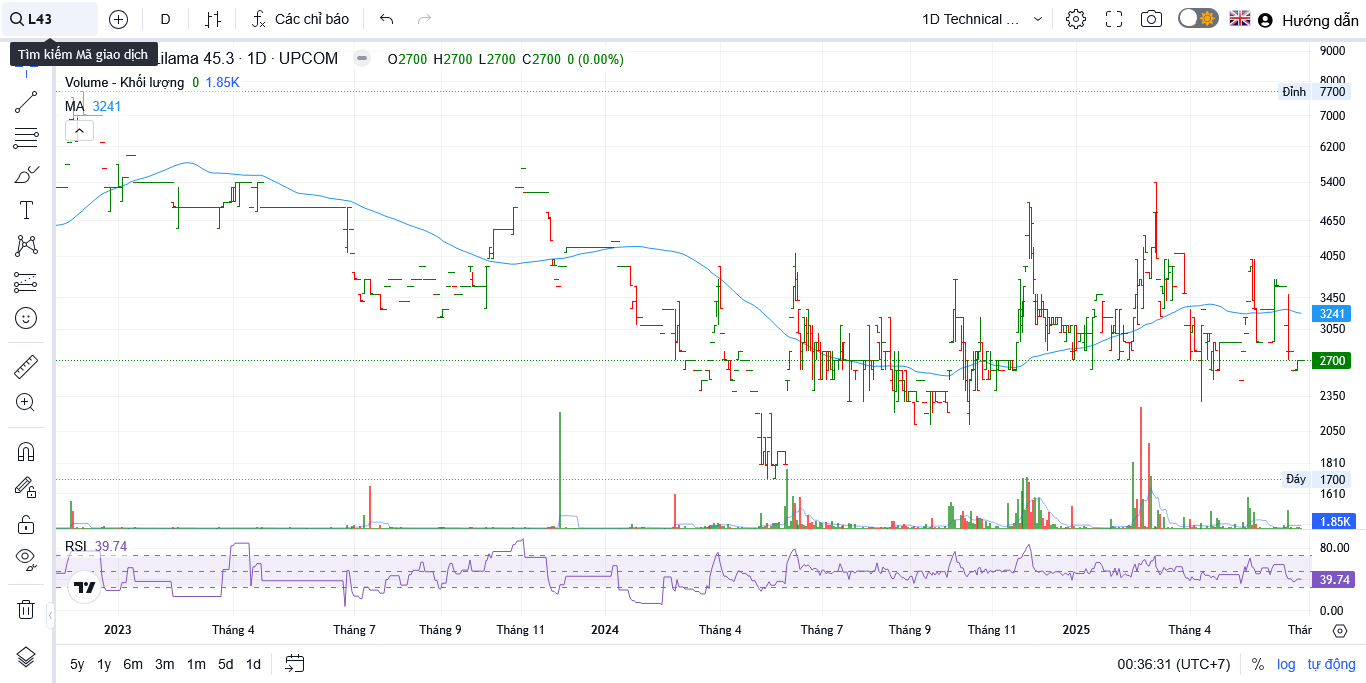 L43
D
Các chỉ báo
1D Technical ...
Hướng dẫn
Tìm kiếm Mã giao dịch
Lilama 45.3 · 1D · UPCOM
O2700 H2700 L2700 C2700 0 (0.00%)
Volume - Khối lượng 0 1.85K
MA 3241
9000
8000
Đỉnh 7700
7000
6200
5400
4650
4050
3450
3241
3050
2700
2350
2050
1810
Đáy 1700
1610
1.85K
RSI 39.74
80.00
39.74
0.00
2023 Tháng 4 Tháng 7 Tháng 9 Tháng 11 2024 Tháng 4 Tháng 7 Tháng 9 Tháng 11 2025 Tháng 4 Thár
5y 1y 6m 3m 1m 5d 1d
00:36:31 (UTC+7) % log tự động